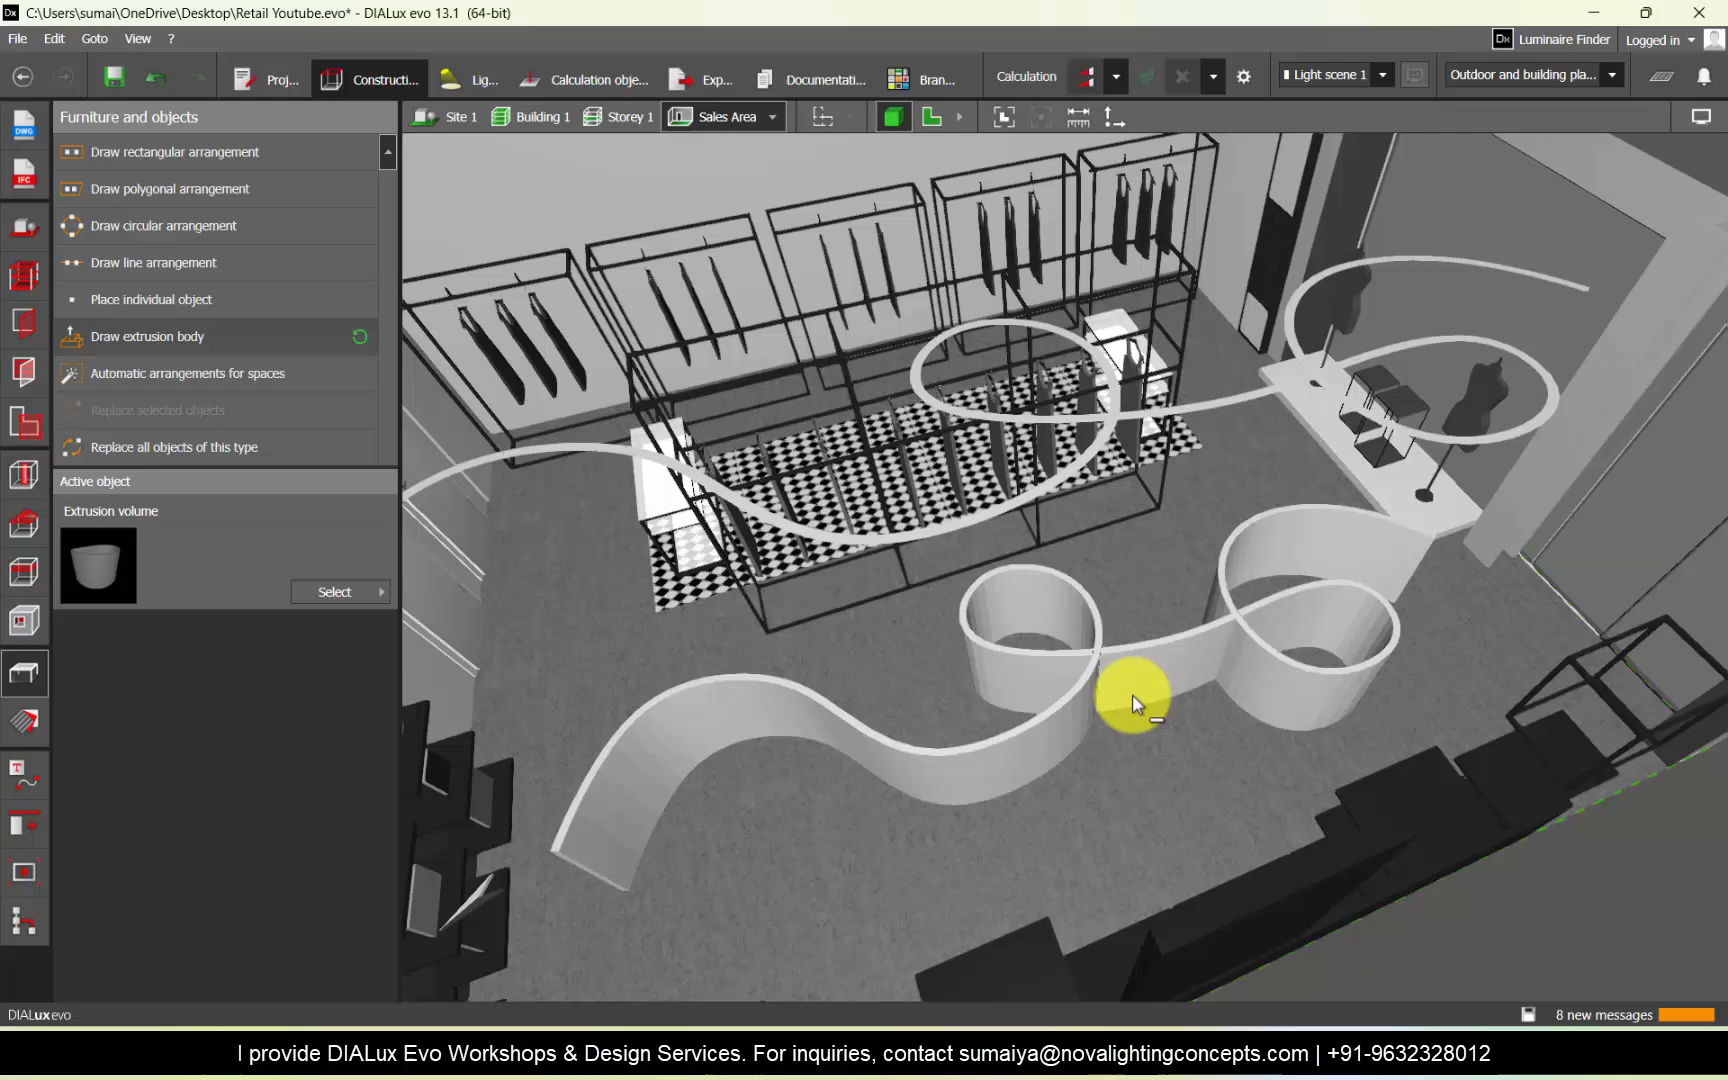 C:\Users\sumai\OneDrive\Desktop\Retail Youtube.evo* - DIALux evo 13.1 (64-bit)
File Edit Goto View ?
Luminaire Finder Logged in
Proj... Constructi... Lig... Calculation obje... Exp... Documentati... Bran... Calculation Light scene 1 Outdoor and building pla...
DWG
Furniture and objects
Site 1 Building 1 Storey 1 Sales Area
Draw rectangular arrangement
IFC
Draw polygonal arrangement
Draw circular arrangement
Draw line arrangement
Place individual object
Draw extrusion body
Automatic arrangements for spaces
Replace selected objects
Replace all objects of this type
Active object
Extrusion volume
Select
DIALux evo
8 new messages
I provide DIALux Evo Workshops & Design Services. For inquiries, contact sumaiya@novalightingconcepts.com | +91-9632328012